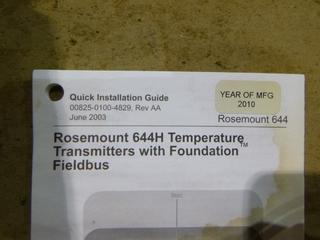 Quick Installation Guide
00825-0100-4829, Rev AA
June 2003
YEAR OF MFG
2010
Rosemount 644
Rosemount 644H Temperature
Transmitters with Foundation™
Fieldbus